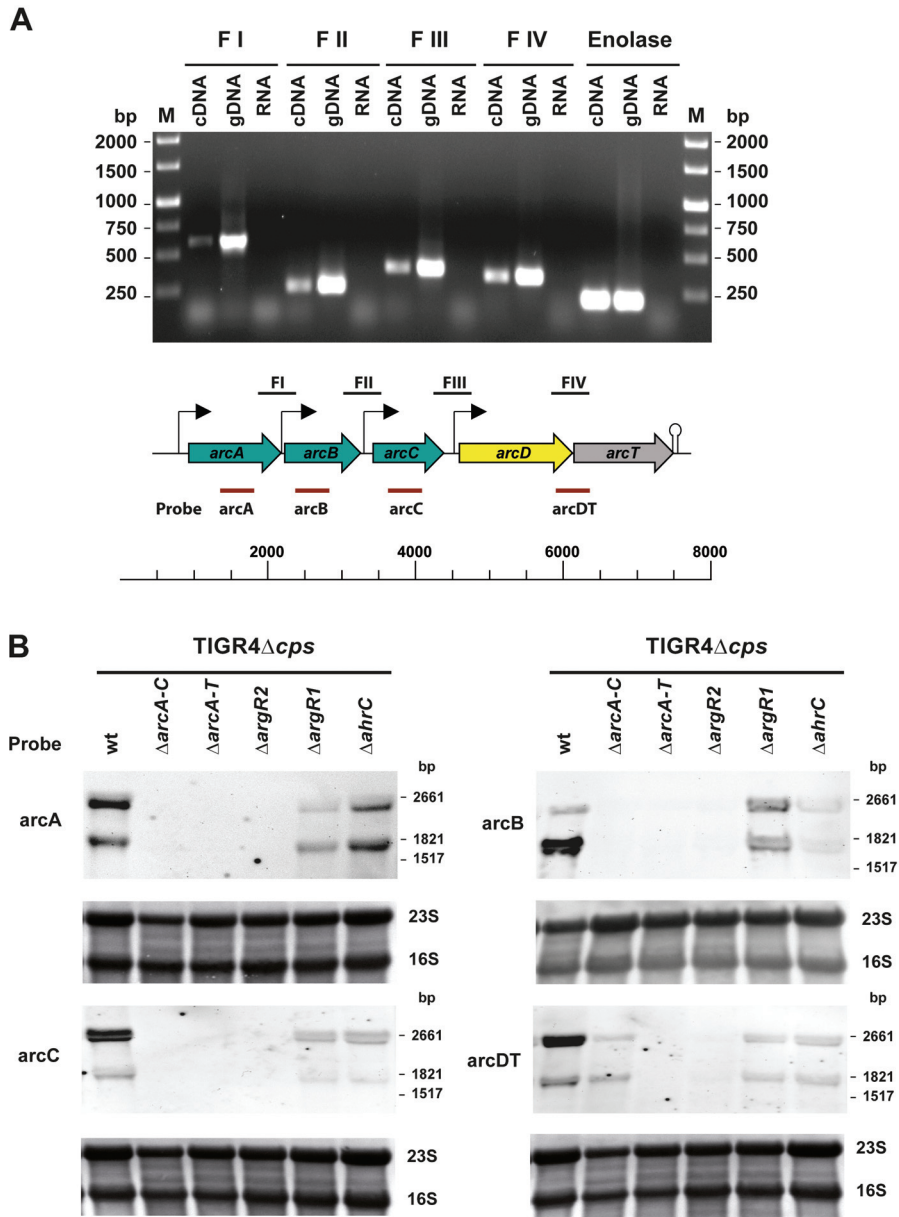 A
F I F II F III F IV Enolase
cDNA gDNA RNA cDNA gDNA RNA cDNA gDNA RNA cDNA gDNA RNA cDNA gDNA RNA
bp M M bp
2000 2000
1500 1500
1000 1000
750 750
500 500
250 250
FI FII FIII FIV
arcA arcB arcC arcD arcT
Probe arcA arcB arcC arcDT
2000 4000 6000 8000
B
TIGR4Δcps
Probe wt ΔarcA-C ΔarcA-T ΔargR2 ΔargR1 ΔahrC
bp
arcA
2661
1821
1517
23S
16S
bp
arcC
2661
1821
1517
23S
16S
TIGR4Δcps
wt ΔarcA-C ΔarcA-T ΔargR2 ΔargR1 ΔahrC
bp
arcB
2661
1821
1517
23S
16S
bp
arcDT
2661
1821
1517
23S
16S